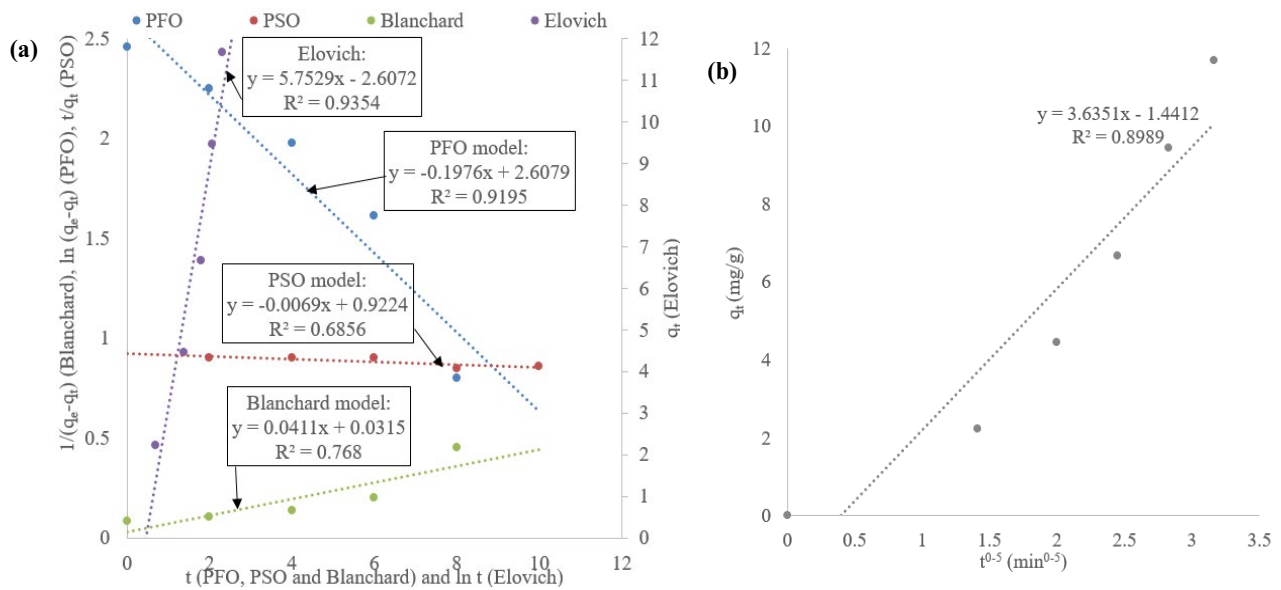 (a)
PFO PSO Blanchard Elovich
1/(qₑ-qₜ) (Blanchard), ln (qₑ-qₜ) (PFO), t/qₜ (PSO)
2.5
2
1.5
1
0.5
0
Elovich:
y = 5.7529x - 2.6072
R² = 0.9354
PFO model:
y = -0.1976x + 2.6079
R² = 0.9195
PSO model:
y = -0.0069x + 0.9224
R² = 0.6856
Blanchard model:
y = 0.0411x + 0.0315
R² = 0.768
12
11
10
9
8
7
6
5
4
3
2
1
0
qₜ (Elovich)
0 2 4 6 8 10 12
t (PFO, PSO and Blanchard) and ln t (Elovich)
(b)
12
10
8
6
4
2
0
qₜ (mg/g)
y = 3.6351x - 1.4412
R² = 0.8989
0 0.5 1 1.5 2 2.5 3 3.5
t⁰⁻⁵ (min⁰⁻⁵)